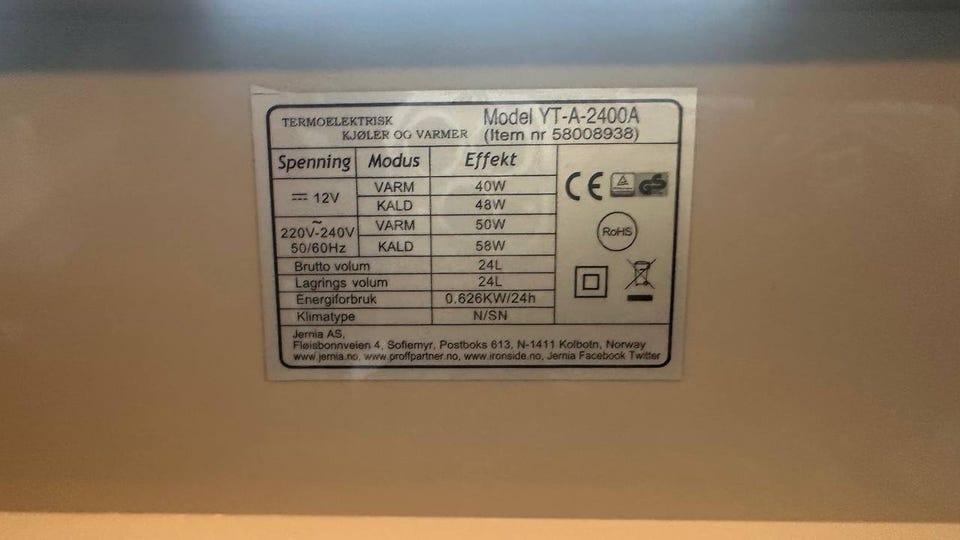 TERMOELEKTRISK
KJØLER OG VARMER
Model YT-A-2400A
(Item nr 58008938)
Spenning Modus Effekt
⎓ 12V VARM 40W
KALD 48W
~
220V-240V VARM 50W
50/60Hz KALD 58W
Brutto volum 24L
Lagrings volum 24L
Energiforbruk 0.626KW/24h
Klimatype N/SN
CE GS
RoHS
Jernia AS,
Fløisbonnveien 4, Sofiemyr, Postboks 613, N-1411 Kolbotn, Norway
www.jernia.no, www.proffpartner.no, www.ironside.no, Jernia Facebook Twitter